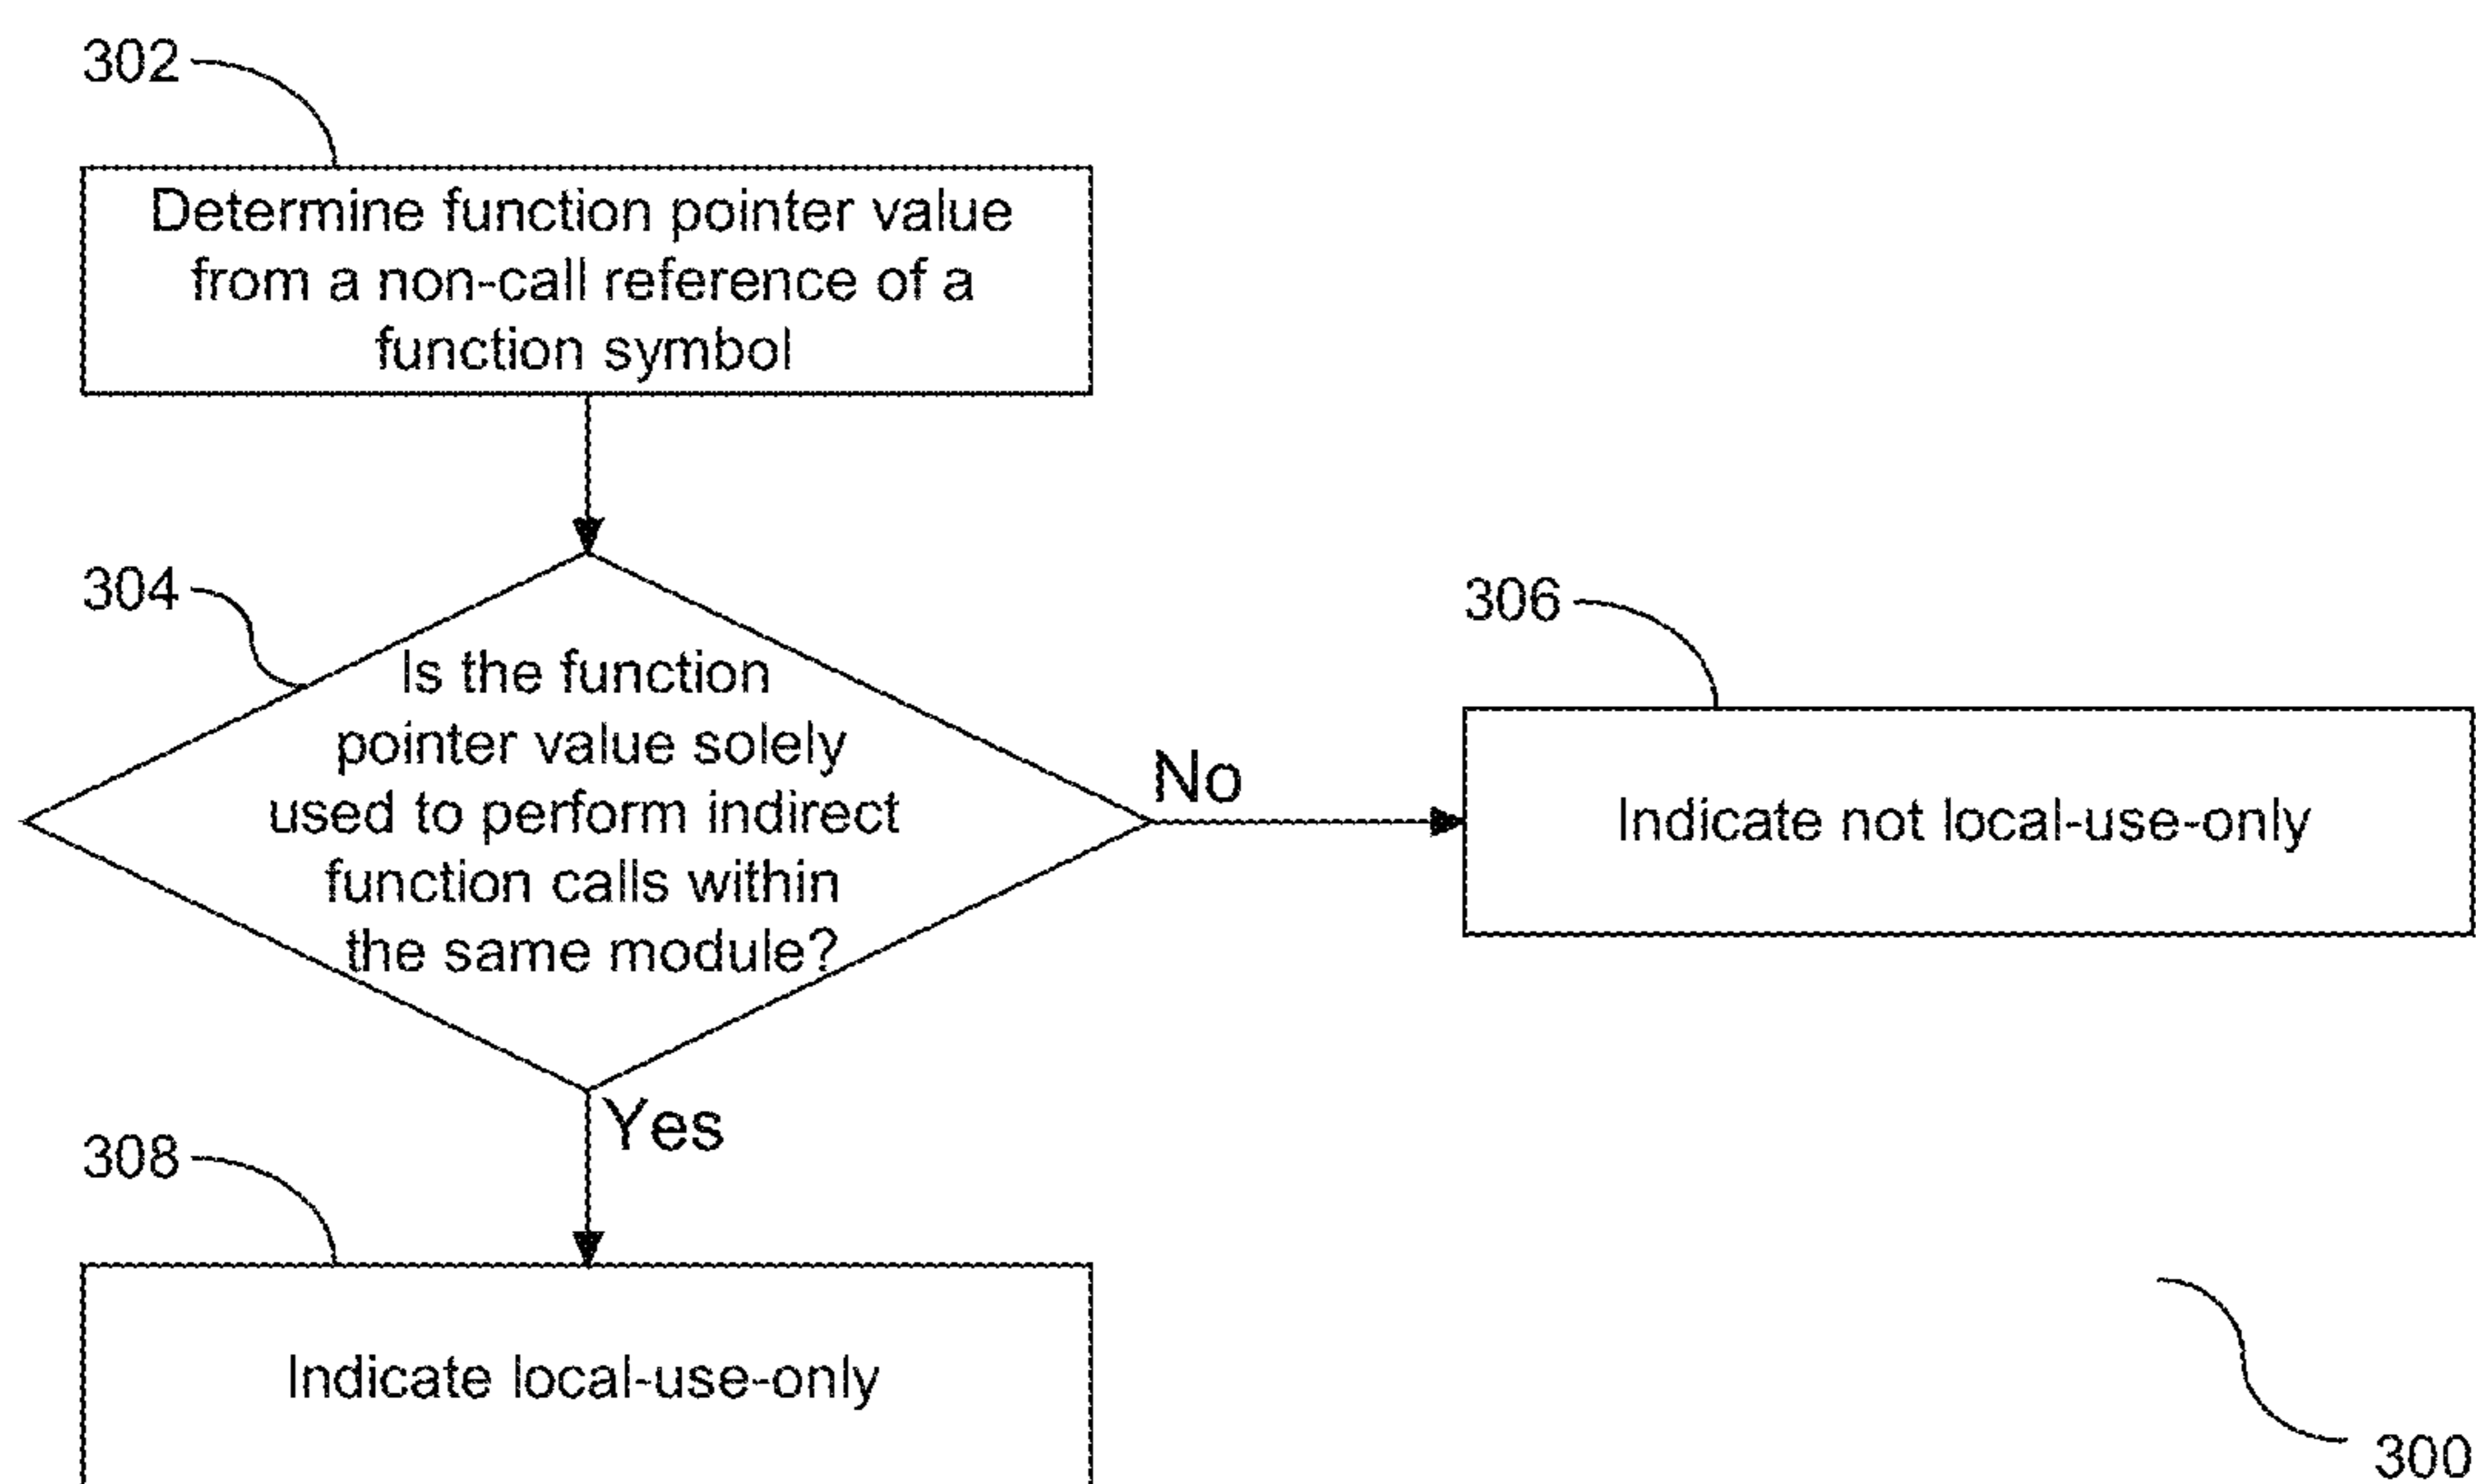 302
Determine function pointer value
from a non-call reference of a
function symbol
304
Is the function
pointer value solely
used to perform indirect
function calls within
the same module?
No
306
Indicate not local-use-only
Yes
308
Indicate local-use-only
300